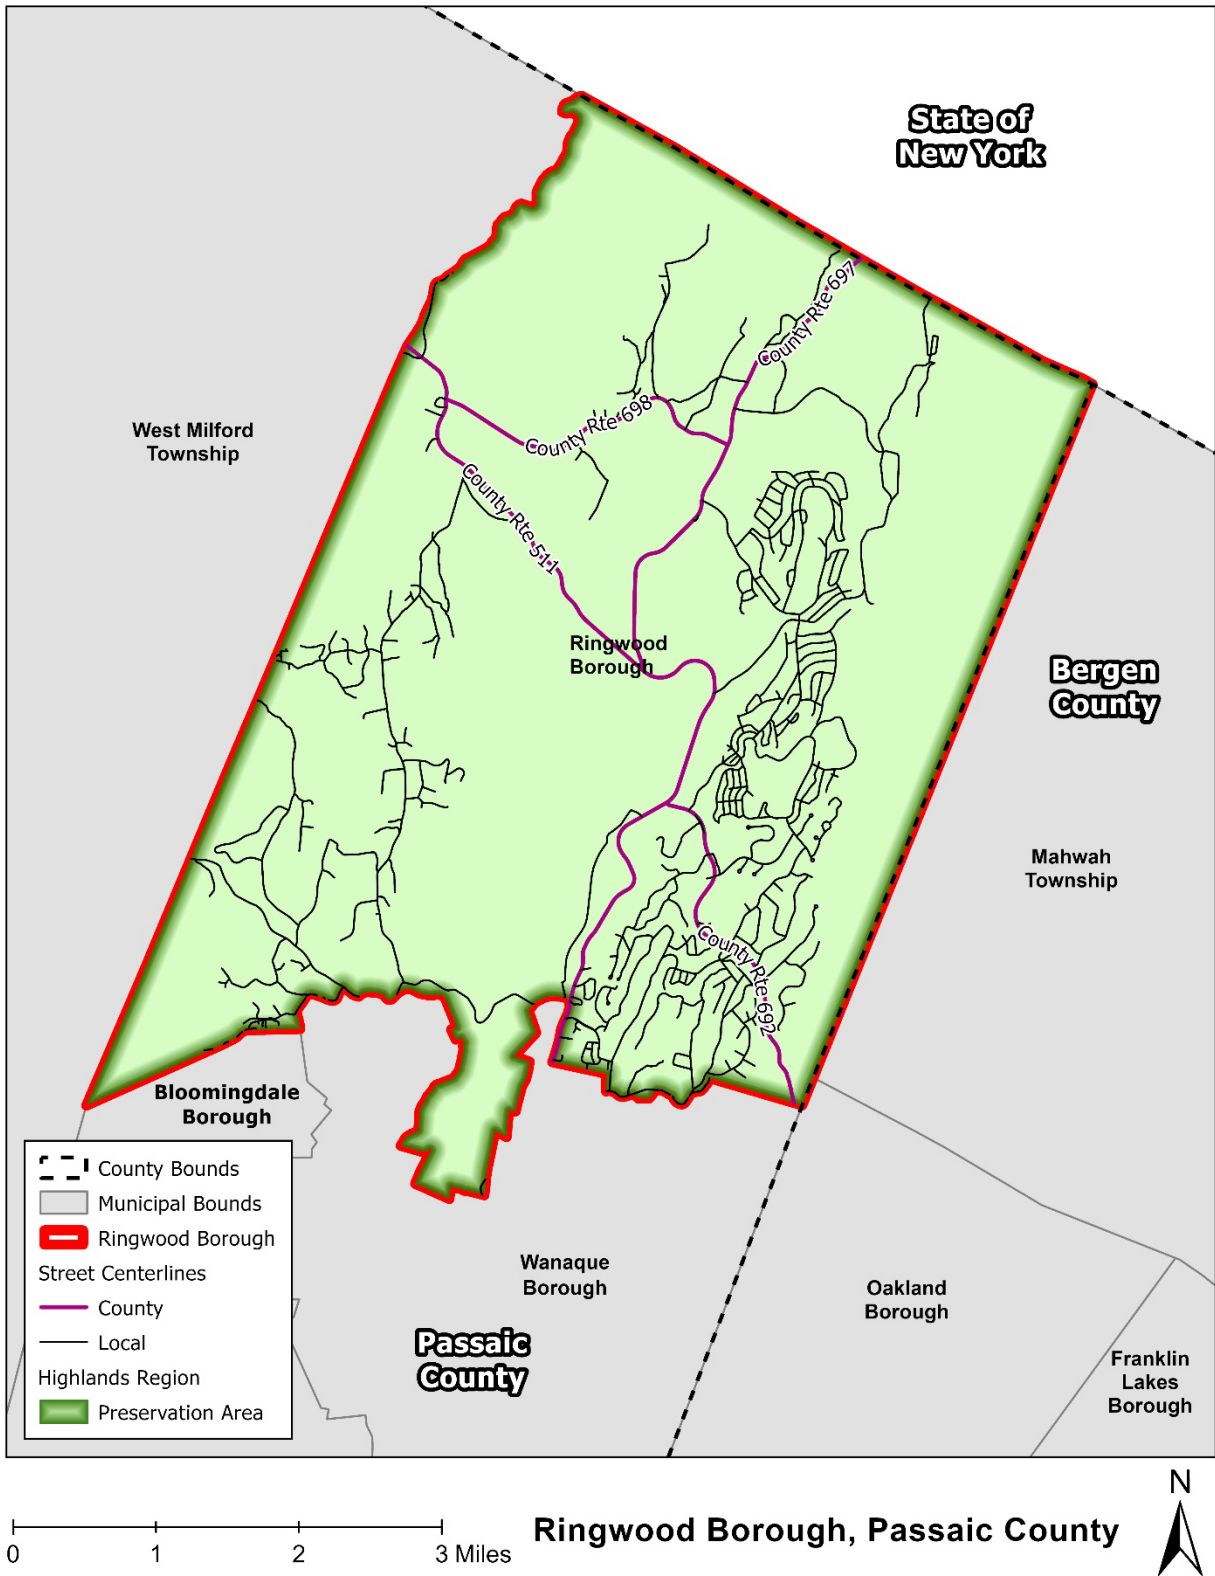 State of
New York
County Rte 697
County Rte 698
West Milford
Township
County Rte 511
Ringwood
Borough
Bergen
County
Mahwah
Township
County Rte 692
Bloomingdale
Borough
County Bounds
Municipal Bounds
Ringwood Borough
Street Centerlines
County
Local
Highlands Region
Preservation Area
Wanaque
Borough
Oakland
Borough
Passaic
County
Franklin
Lakes
Borough
N
Ringwood Borough, Passaic County
0 1 2 3 Miles